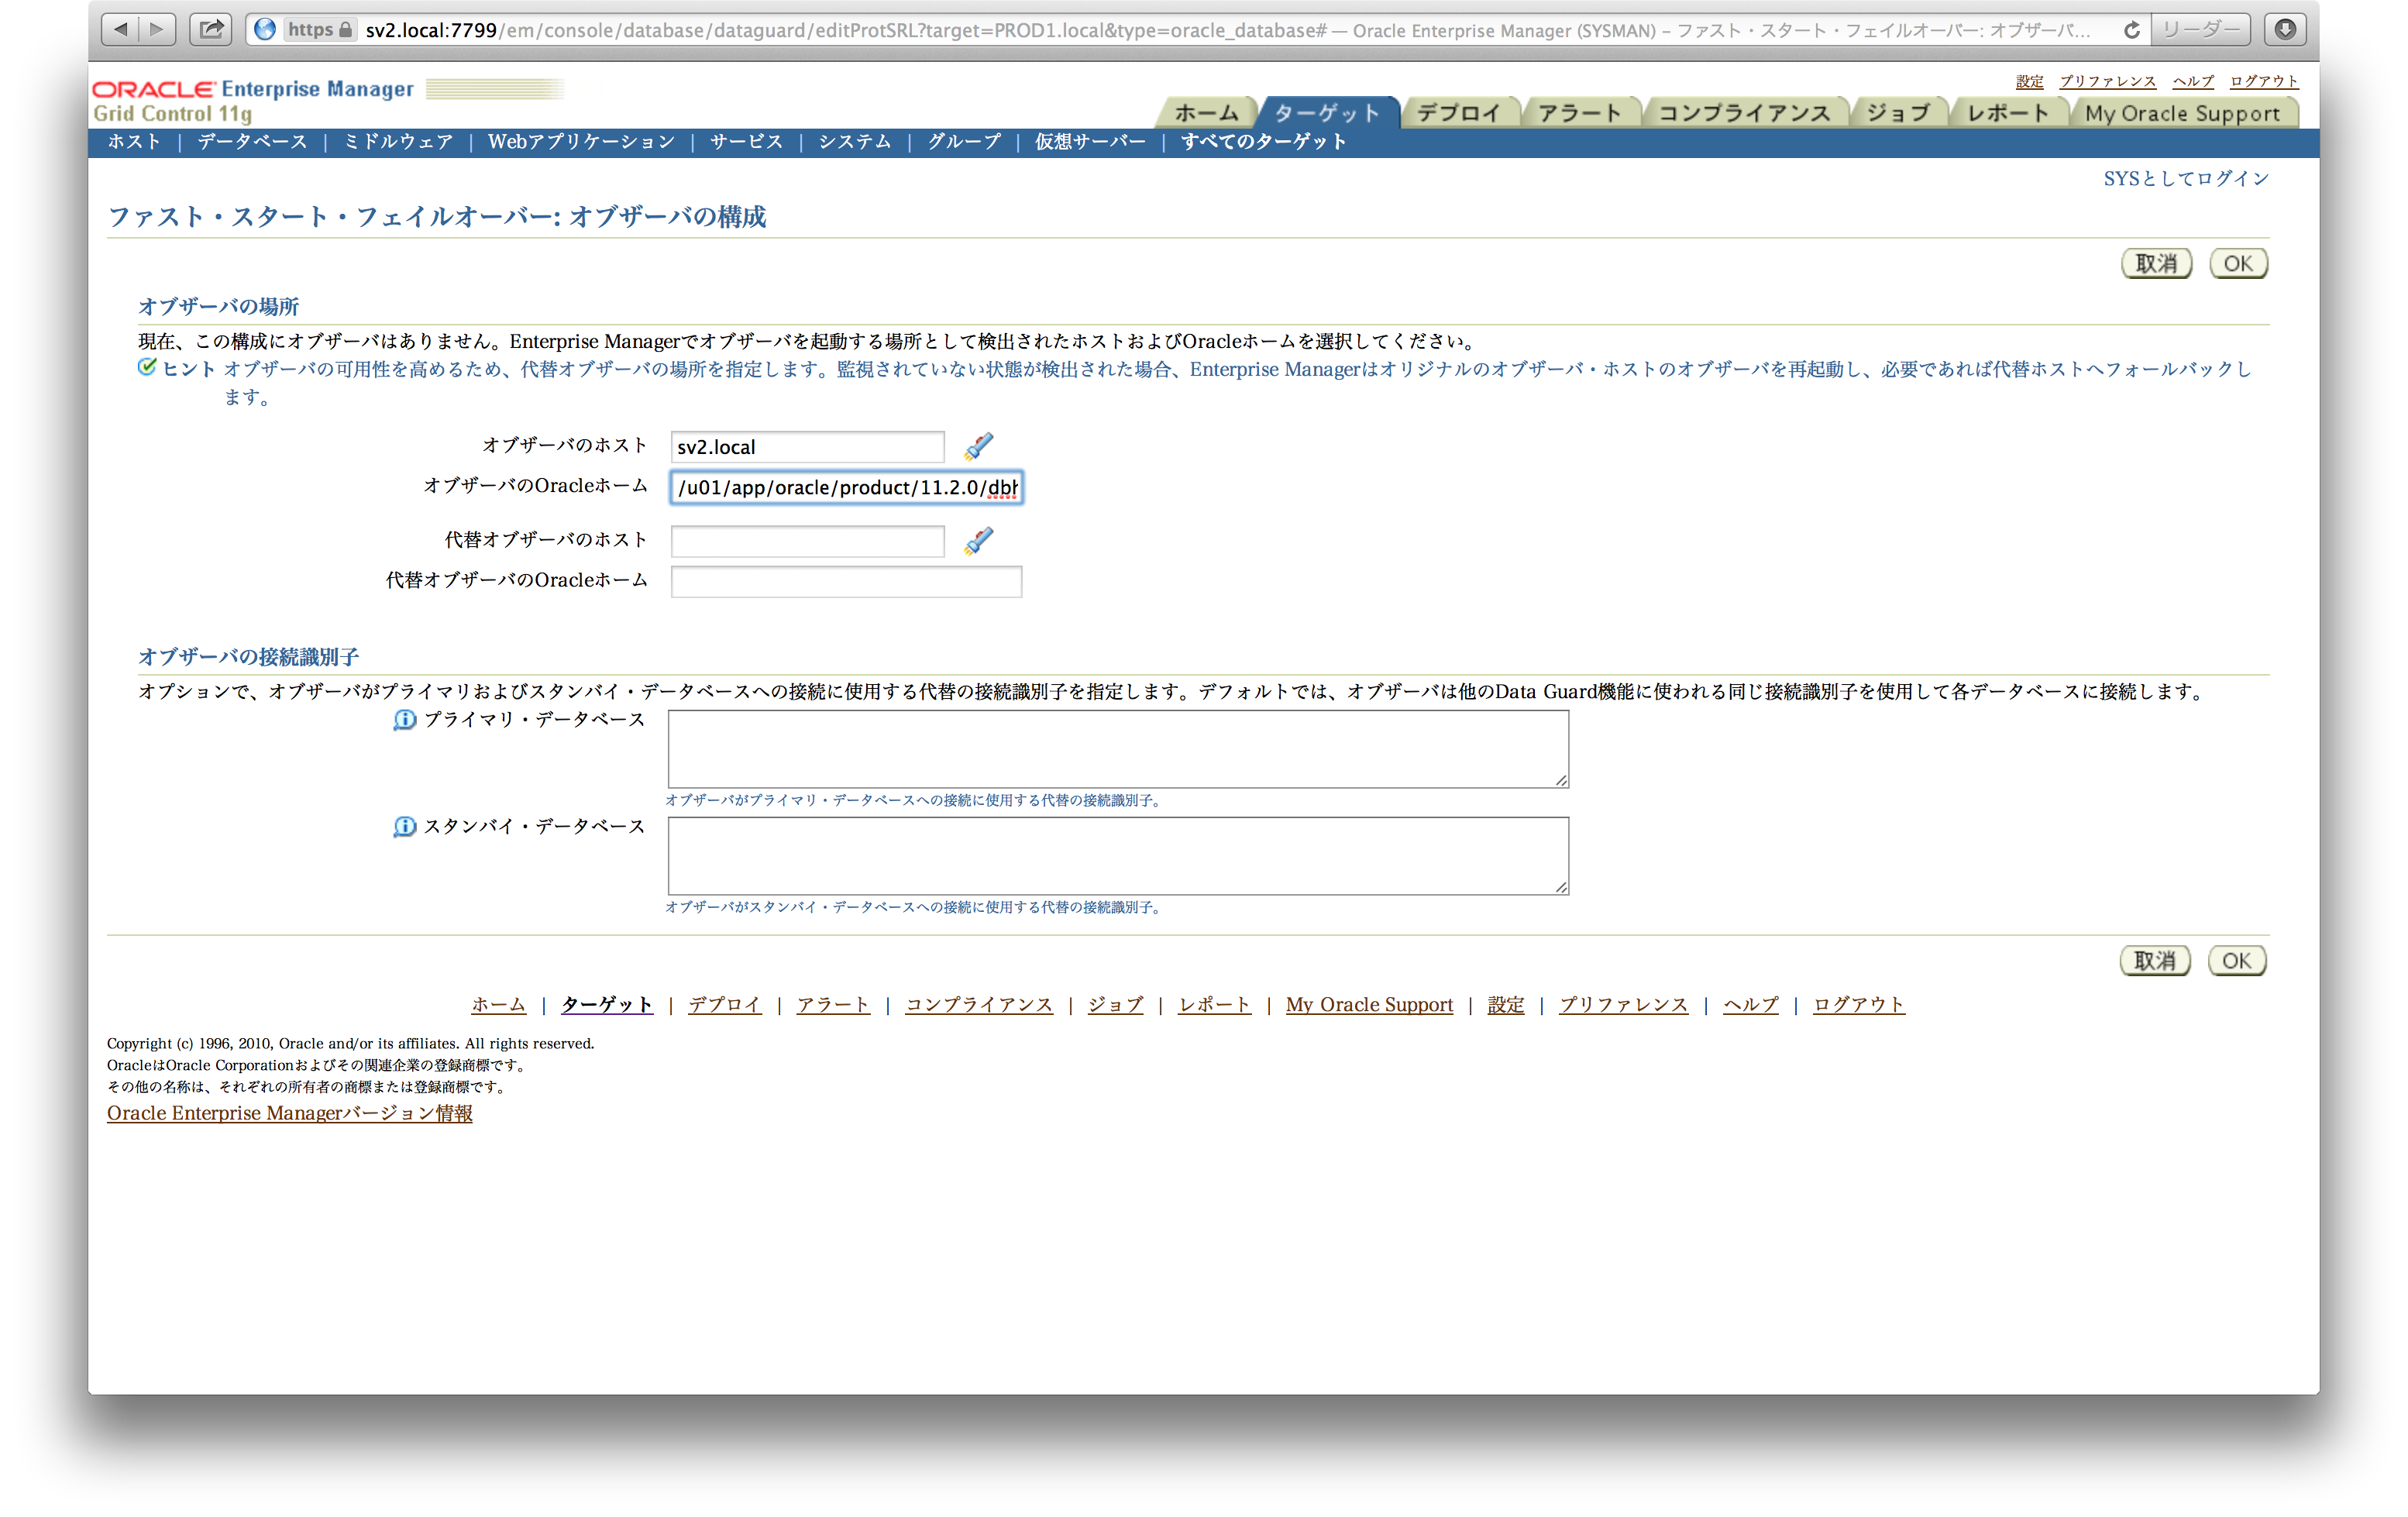 https sv2.local:7799/em/console/database/dataguard/editProtSRL?target=PROD1.local&type=oracle_database# — Oracle Enterprise Manager (SYSMAN) – ファスト・スタート・フェイルオーバー: オブザーバ... リーダー
設定 プリファレンス ヘルプ ログアウト
ORACLE Enterprise Manager
Grid Control 11g
ホーム ターゲット デプロイ アラート コンプライアンス ジョブ レポート My Oracle Support
ホスト | データベース | ミドルウェア | Webアプリケーション | サービス | システム | グループ | 仮想サーバー | すべてのターゲット
SYSとしてログイン
ファスト・スタート・フェイルオーバー: オブザーバの構成
取消 OK
オブザーバの場所
現在、この構成にオブザーバはありません。Enterprise Managerでオブザーバを起動する場所として検出されたホストおよびOracleホームを選択してください。
ヒント オブザーバの可用性を高めるため、代替オブザーバの場所を指定します。監視されていない状態が検出された場合、Enterprise Managerはオリジナルのオブザーバ・ホストのオブザーバを再起動し、必要であれば代替ホストへフォールバックし
ます。
オブザーバのホスト sv2.local
オブザーバのOracleホーム /u01/app/oracle/product/11.2.0/dbh
代替オブザーバのホスト
代替オブザーバのOracleホーム
オブザーバの接続識別子
オプションで、オブザーバがプライマリおよびスタンバイ・データベースへの接続に使用する代替の接続識別子を指定します。デフォルトでは、オブザーバは他のData Guard機能に使われる同じ接続識別子を使用して各データベースに接続します。
プライマリ・データベース
オブザーバがプライマリ・データベースへの接続に使用する代替の接続識別子。
スタンバイ・データベース
オブザーバがスタンバイ・データベースへの接続に使用する代替の接続識別子。
取消 OK
ホーム | ターゲット | デプロイ | アラート | コンプライアンス | ジョブ | レポート | My Oracle Support | 設定 | プリファレンス | ヘルプ | ログアウト
Copyright (c) 1996, 2010, Oracle and/or its affiliates. All rights reserved.
OracleはOracle Corporationおよびその関連企業の登録商標です。
その他の名称は、それぞれの所有者の商標または登録商標です。
Oracle Enterprise Managerバージョン情報